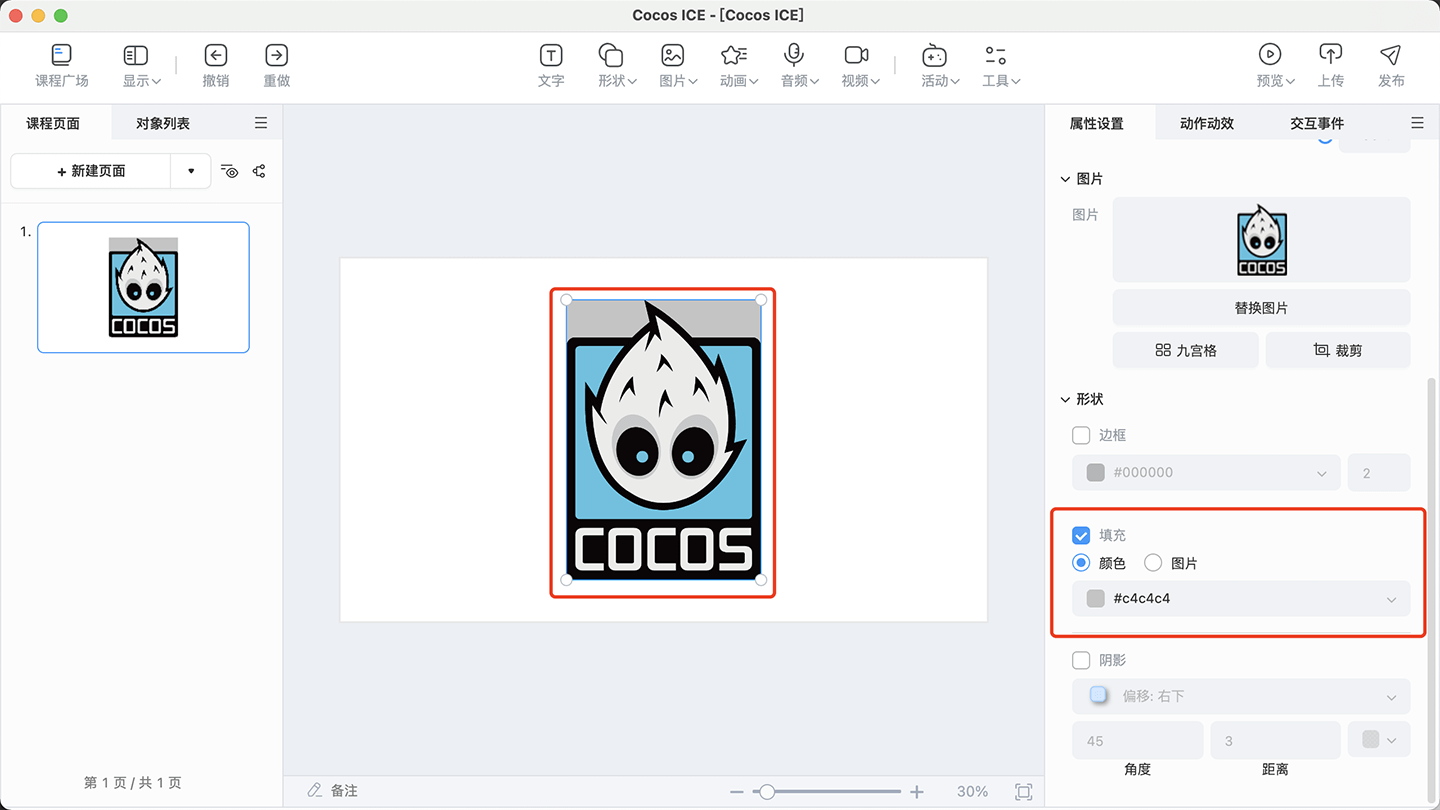 Cocos ICE - [Cocos ICE]
课程广场 显示 撤销 重做 文字 形状 图片 动画 音频 视频 活动 工具 预览 上传 发布
课程页面 对象列表
+ 新建页面
1.
COCOS
第 1 页 / 共 1 页
COCOS
备注
30%
属性设置 动作动效 交互事件
图片
图片
COCOS
替换图片
九宫格 裁剪
形状
边框
#000000 2
填充
颜色 图片
#c4c4c4
阴影
偏移: 右下
45 3
角度 距离